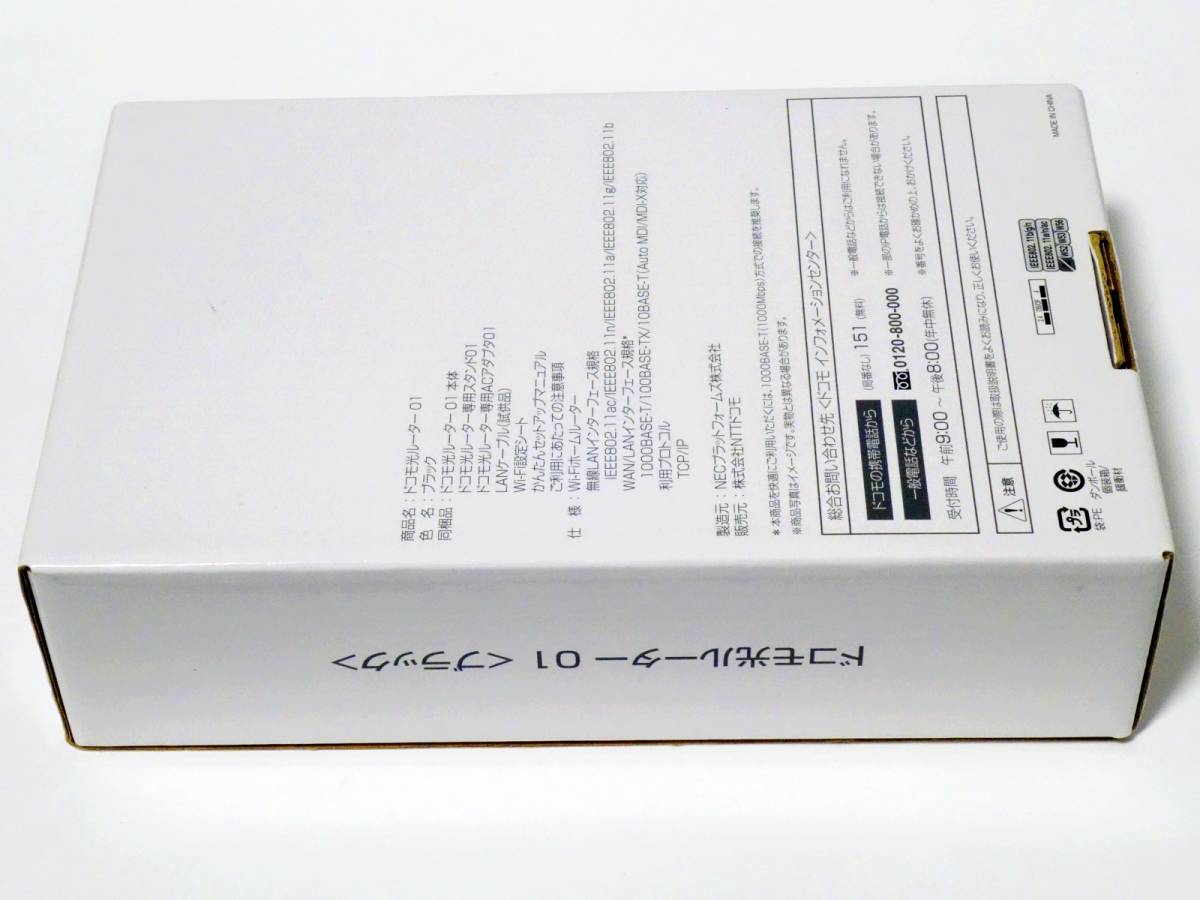 商品名：ドコモ光ルーター 01
色 名：ブラック
同梱品：ドコモ光ルーター 01 本体
ドコモルーター専用スタンド01
ドコモルーター専用ACアダプタ01
LANケーブル(試供品)
Wi-Fi設定シート
かんたんセットアップマニュアル
ご利用にあたっての注意事項
仕 様：Wi-Fiホームルーター
無線LANインターフェース規格
IEEE802.11ac/IEEE802.11n/IEEE802.11a/IEEE802.11g/IEEE802.11b
WAN/LANインターフェース規格*
1000BASE-T/100BASE-TX/10BASE-T(Auto MDI/MDI-X対応)
利用プロトコル
TCP/IP
製造元：NECプラットフォームズ株式会社
販売元：株式会社NTTドコモ
*本商品を快適にご利用いただくには、1000BASE-T(1000Mbps)方式での接続を推奨します。
※商品写真はイメージです。実物とは異なる場合があります。
総合お問い合わせ先 <ドコモ インフォメーションセンター>
ドコモの携帯電話から (局番なし) 151 (無料) ※一般電話などからはご利用になれません。
一般電話などから 0120-800-000 ※一部のIP電話からは接続できない場合があります。
受付時間 午前9:00 ～ 午後8:00(年中無休) ※番号をよくお確かめの上、おかけください。
注意 ご使用の際は取扱説明書をよくお読みになり、正しくお使いください。
プラ
袋:PE
ダンボール
個装箱/
緩衝材
IEEE802.11b/g/n
IEEE802.11a/n/ac
W52 W53 W56
MADE IN CHINA
ドコモ光ルーター 01 <ブラック>